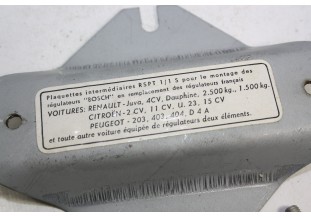 Plaquettes intermédiaires RSPT 1/1 S pour le montage des
régulateurs "BOSCH" en remplacement des régulateurs français
VOITURES: RENAULT-Juva, 4CV, Dauphine, 2.500 kg., 1.500 kg.
CITROËN-2 CV, 11 CV, U. 23, 15 CV
PEUGEOT - 203, 403, 404, D 4 A
et toute autre voiture équipée de régulateurs deux éléments.